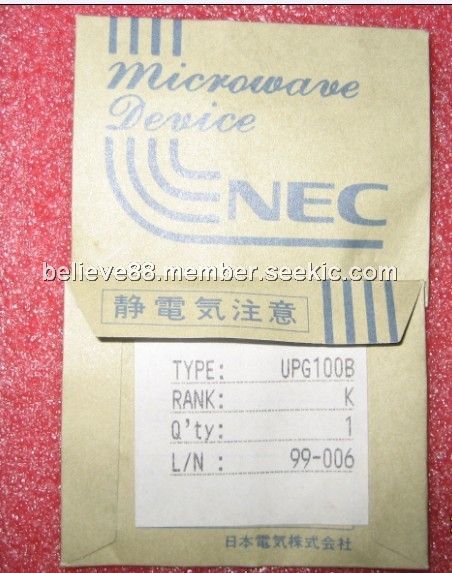 microwave
Device
NEC
believe88.member.seekic.com
静電気注意
TYPE: UPG100B
RANK: K
Q'ty: 1
L/N : 99-006
日本電気株式会社